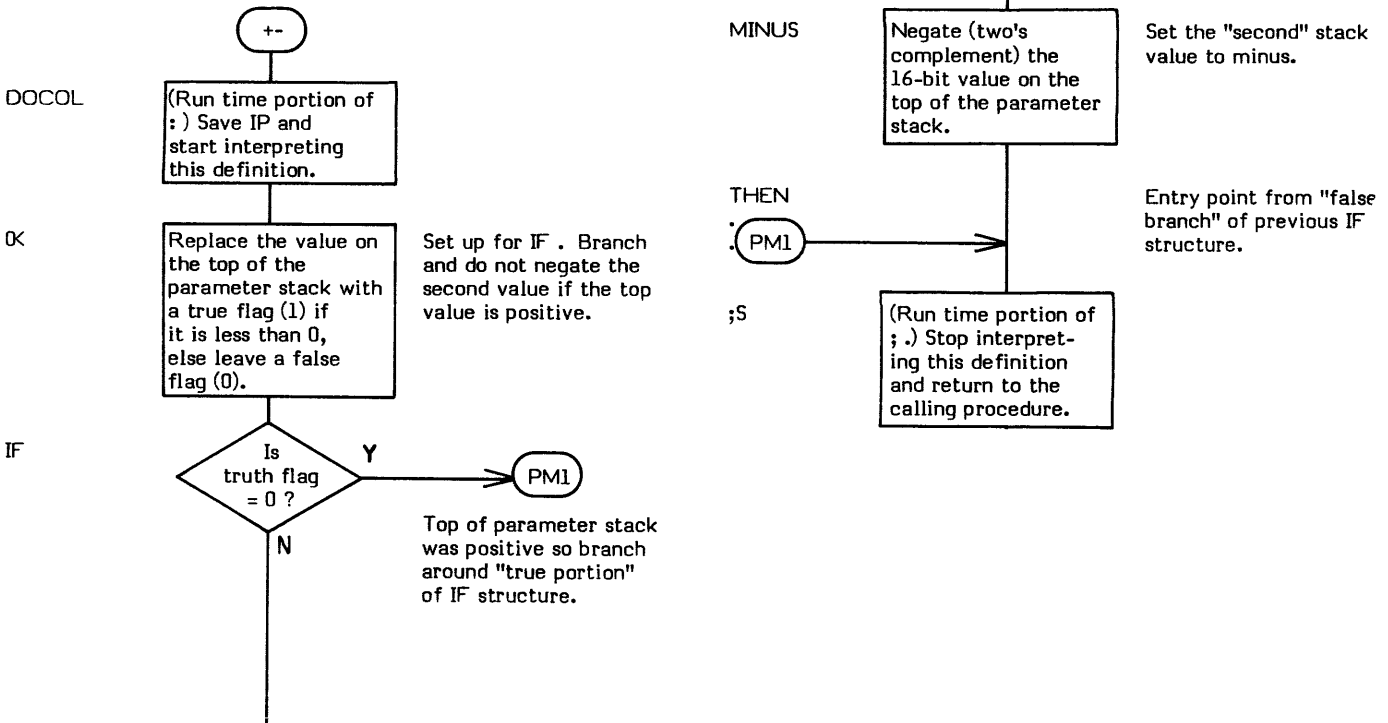 +-
DOCOL
(Run time portion of
: ) Save IP and
start interpreting
this definition.
0<
Replace the value on
the top of the
parameter stack with
a true flag (1) if
it is less than 0,
else leave a false
flag (0).
Set up for IF . Branch
and do not negate the
second value if the top
value is positive.
IF
Is
truth flag
= 0 ?
Y
PM1
N
Top of parameter stack
was positive so branch
around "true portion"
of IF structure.
MINUS
Negate (two's
complement) the
16-bit value on the
top of the parameter
stack.
Set the "second" stack
value to minus.
THEN
:
PM1
Entry point from "false
branch" of previous IF
structure.
;S
(Run time portion of
; .) Stop interpret-
ing this definition
and return to the
calling procedure.